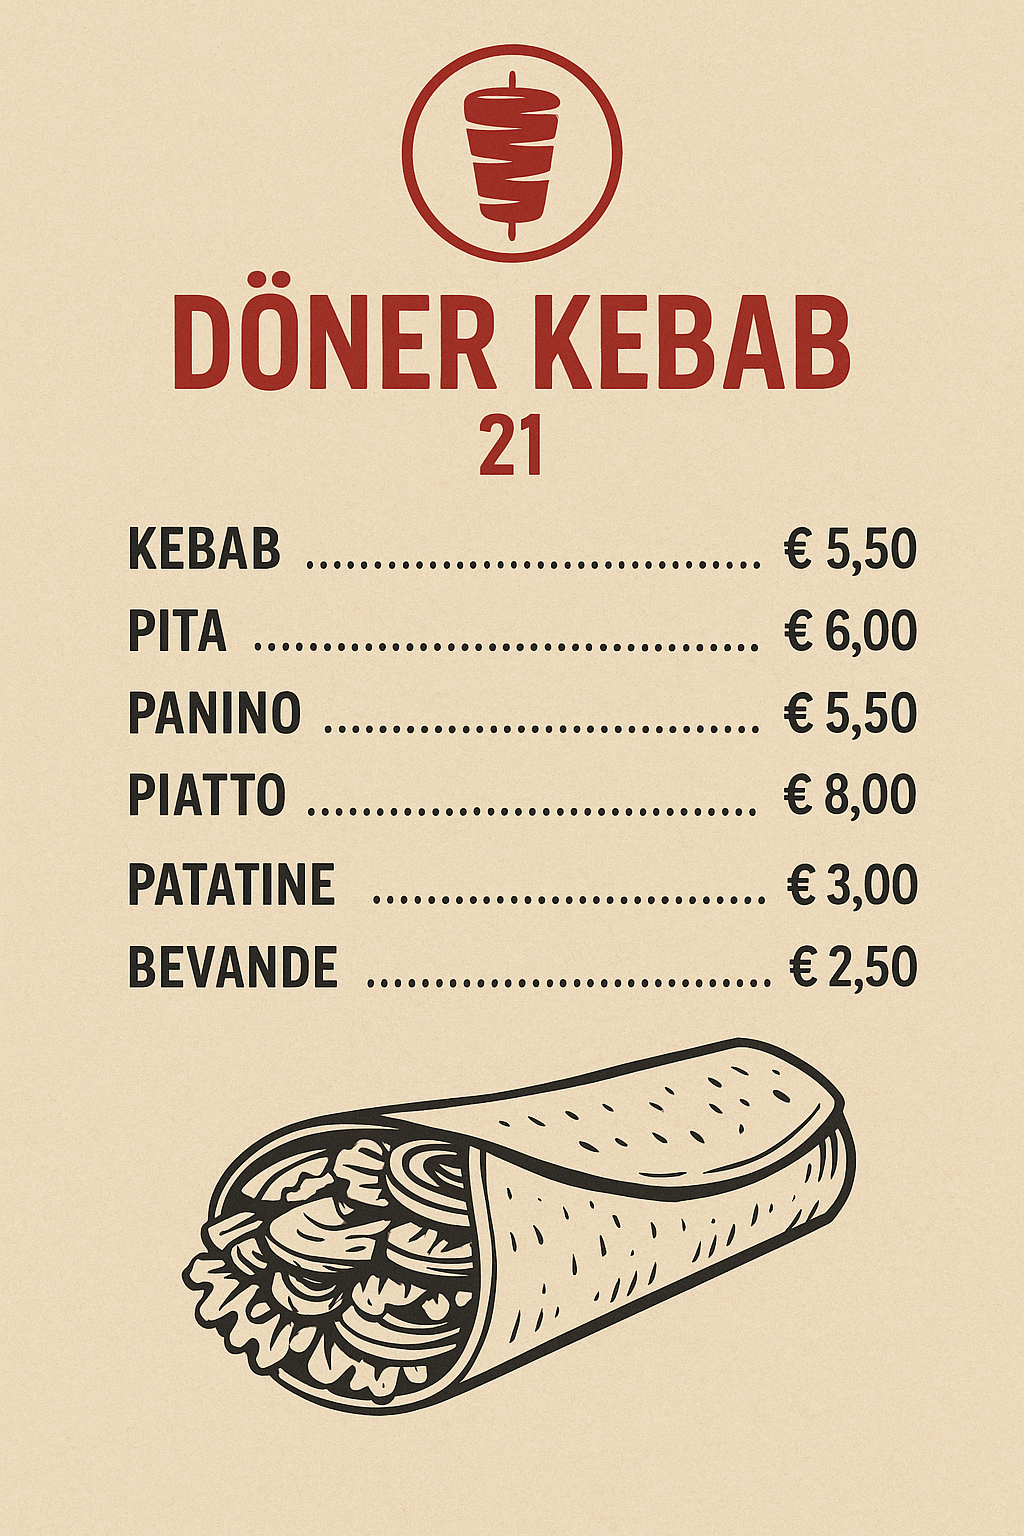 DÖNER KEBAB
21
KEBAB ................................. € 5,50
PITA ..................................... € 6,00
PANINO ................................ € 5,50
PIATTO ................................. € 8,00
PATATINE ............................. € 3,00
BEVANDE .............................. € 2,50